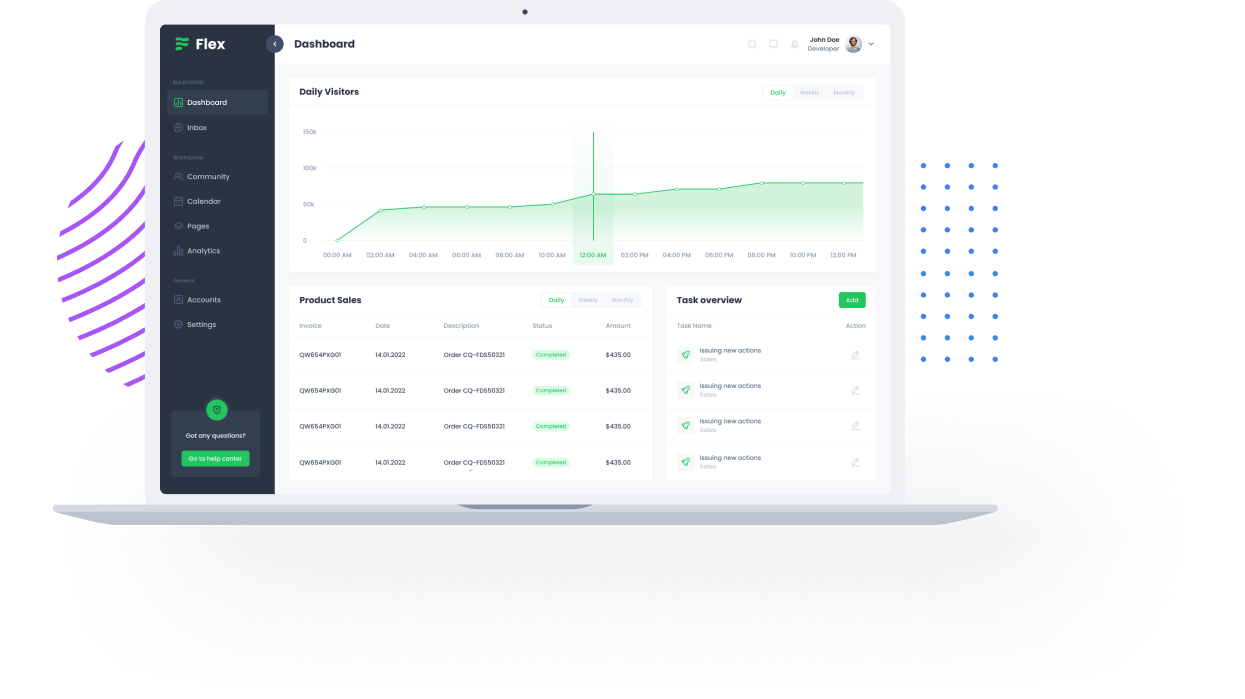 Flex
Dashboard
John Doe
Developer
MAIN MENU
Dashboard
Inbox
Workspace
Community
Calendar
Pages
Analytics
General
Accounts
Settings
Got any questions?
Go to help center
Daily Visitors
Daily Weekly Monthly
150k
100k
50k
0
00:00 AM 02:00 AM 04:00 AM 06:00 AM 08:00 AM 10:00 AM 12:00 AM 02:00 PM 04:00 PM 06:00 PM 08:00 PM 10:00 PM 12:00 PM
Product Sales
Daily Weekly Monthly
Invoice Date Description Status Amount
QW654PXG01 14.01.2022 Order CQ-FDS50321 Completed $435.00
QW654PXG01 14.01.2022 Order CQ-FDS50321 Completed $435.00
QW654PXG01 14.01.2022 Order CQ-FDS50321 Completed $435.00
QW654PXG01 14.01.2022 Order CQ-FDS50321 Completed $435.00
Task overview
Add
Task Name Action
Issuing new actions
Sales
Issuing new actions
Sales
Issuing new actions
Sales
Issuing new actions
Sales